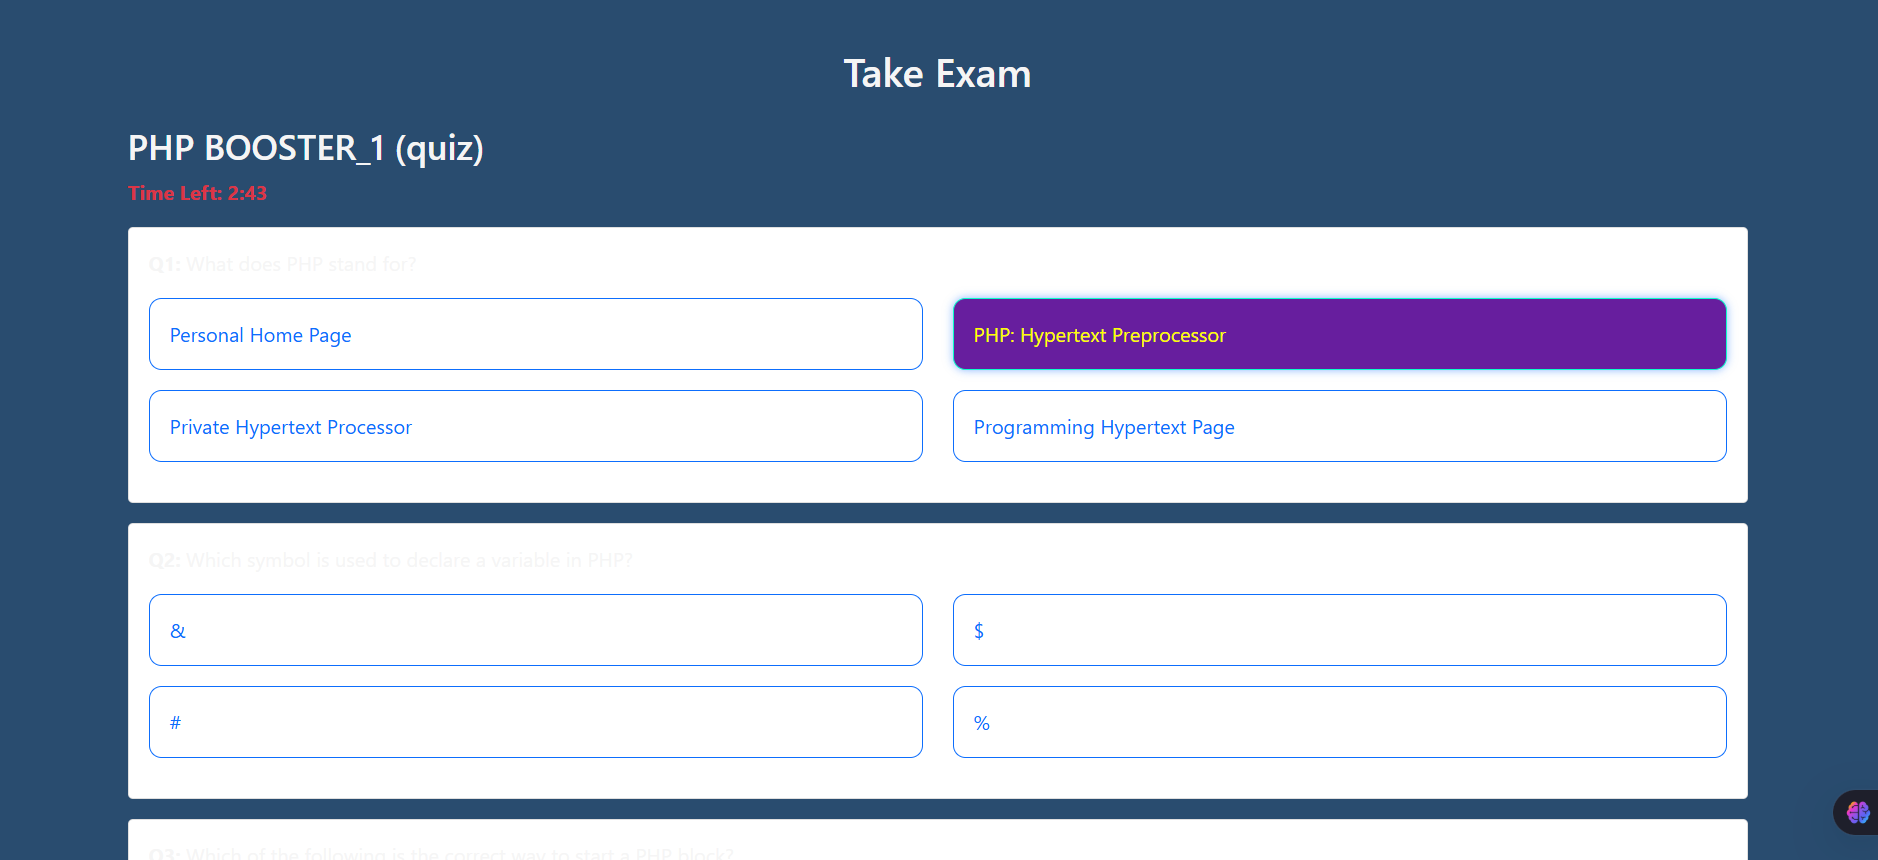 Take Exam
PHP BOOSTER_1 (quiz)
Time Left: 2:43
Q1: What does PHP stand for?
Personal Home Page
PHP: Hypertext Preprocessor
Private Hypertext Processor
Programming Hypertext Page
Q2: Which symbol is used to declare a variable in PHP?
&
$
#
%
Q3: Which of the following is the correct way to start a PHP block?